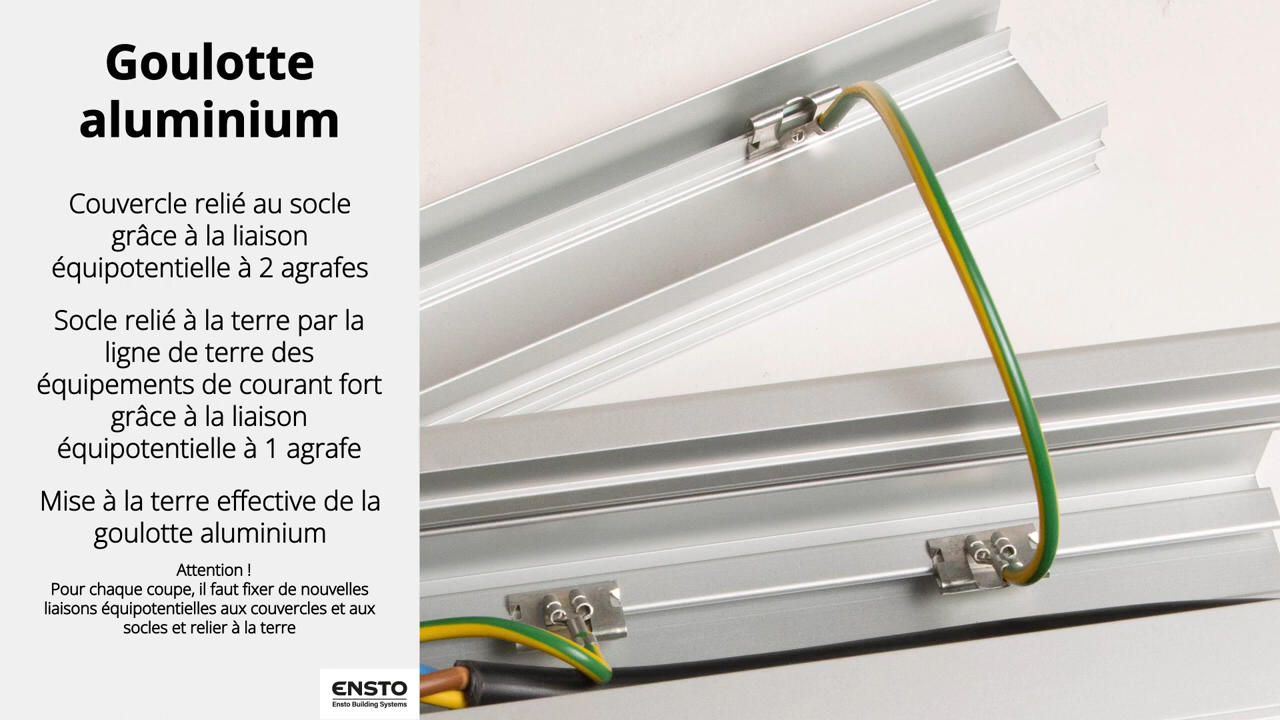 Goulotte
aluminium
Couvercle relié au socle
grâce à la liaison
équipotentielle à 2 agrafes
Socle relié à la terre par la
ligne de terre des
équipements de courant fort
grâce à la liaison
équipotentielle à 1 agrafe
Mise à la terre effective de la
goulotte aluminium
Attention !
Pour chaque coupe, il faut fixer de nouvelles
liaisons équipotentielles aux couvercles et aux
socles et relier à la terre
ENSTO
Ensto Building Systems